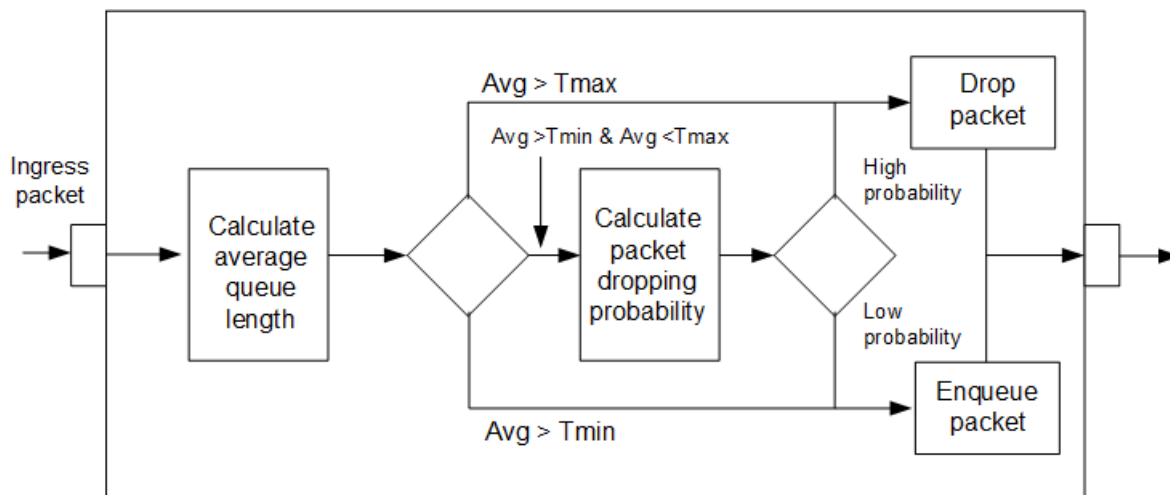 Ingress
packet
Calculate
average
queue
length
Avg > Tmax
Avg >Tmin & Avg <Tmax
Calculate
packet
dropping
probability
High
probability
Low
probability
Avg > Tmin
Drop
packet
Enqueue
packet